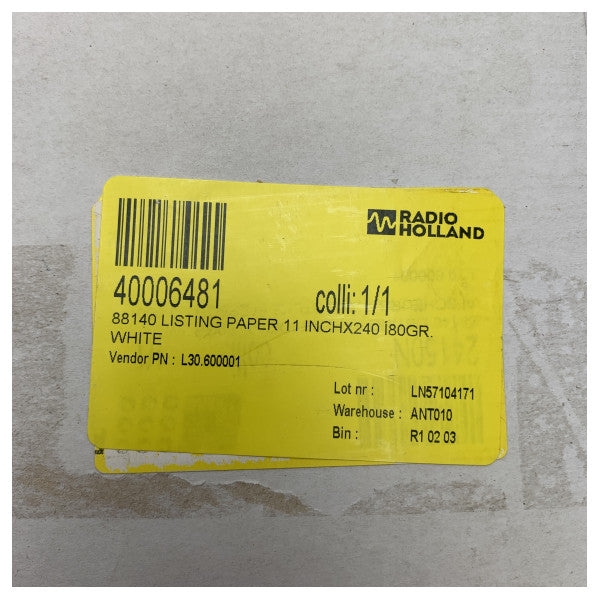 RADIO
HOLLAND
40006481 colli: 1/1
88140 LISTING PAPER 11 INCHX240 Í80GR.
WHITE
Vendor PN : L30.600001
Lot nr : LN57104171
Warehouse : ANT010
Bin : R1 02 03